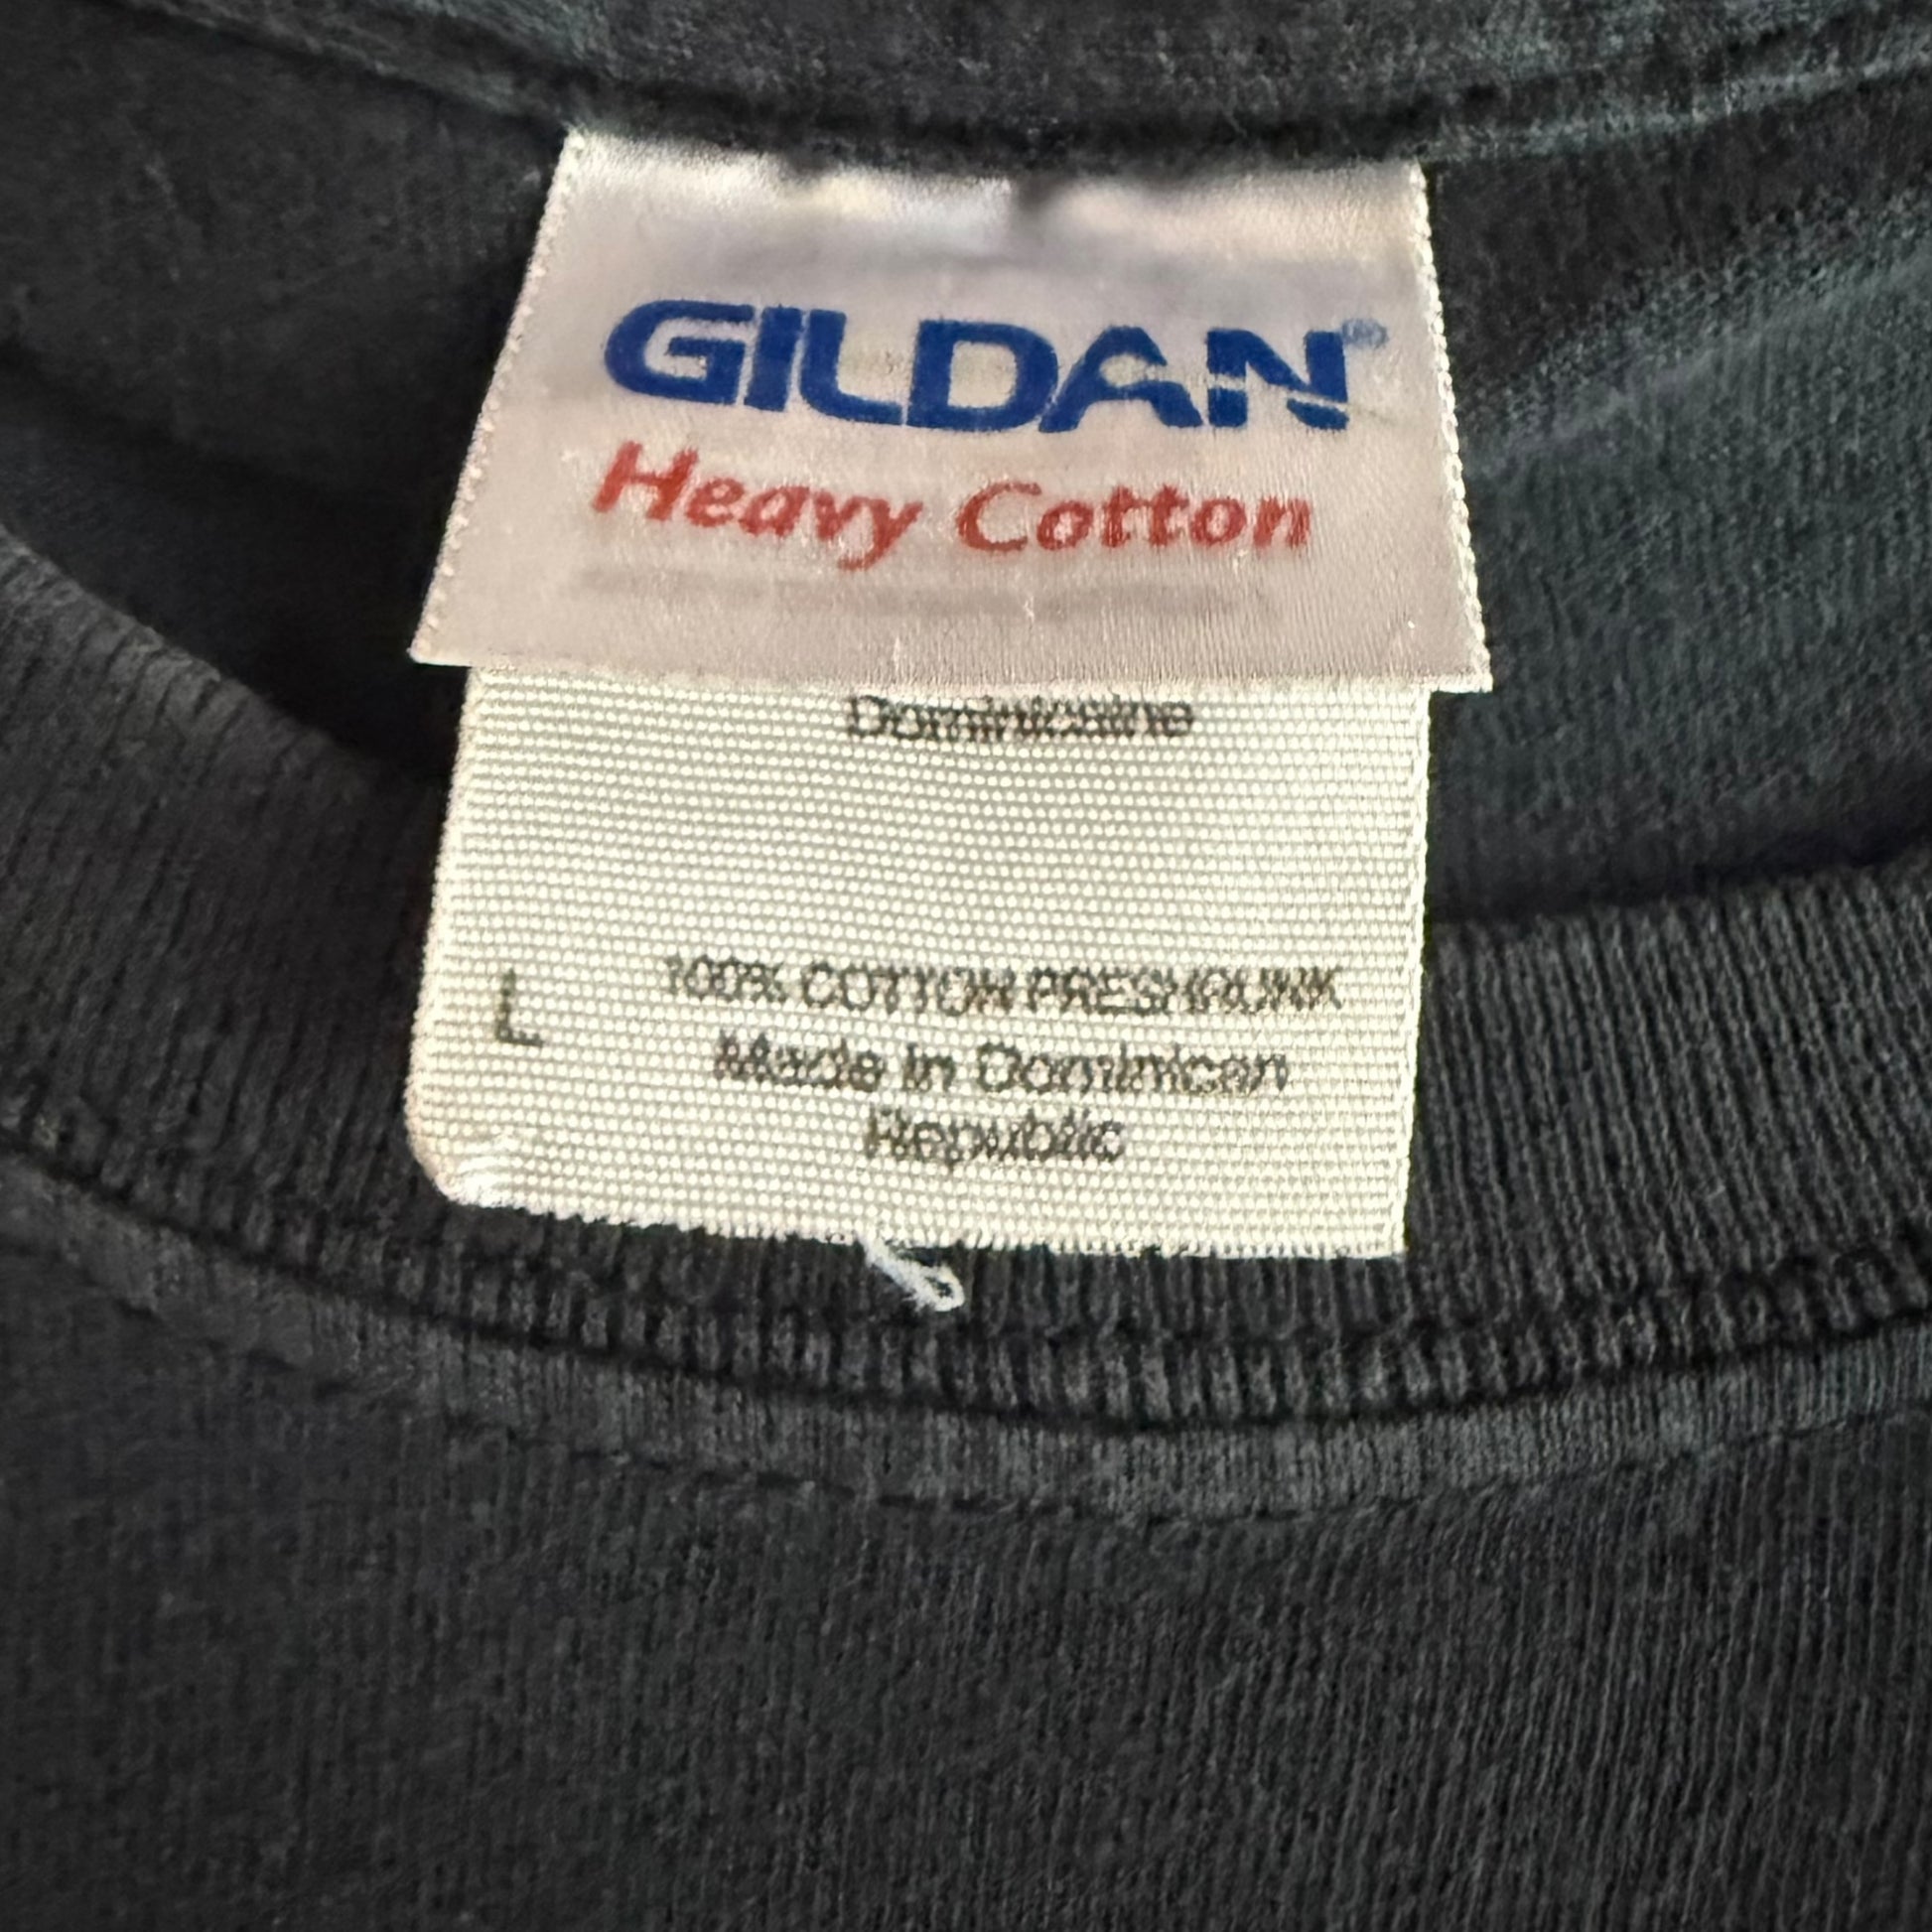 GILDAN®
Heavy Cotton
Dominicaine
L
100% COTTON PRESHRUNK
Made in Dominican
Republic